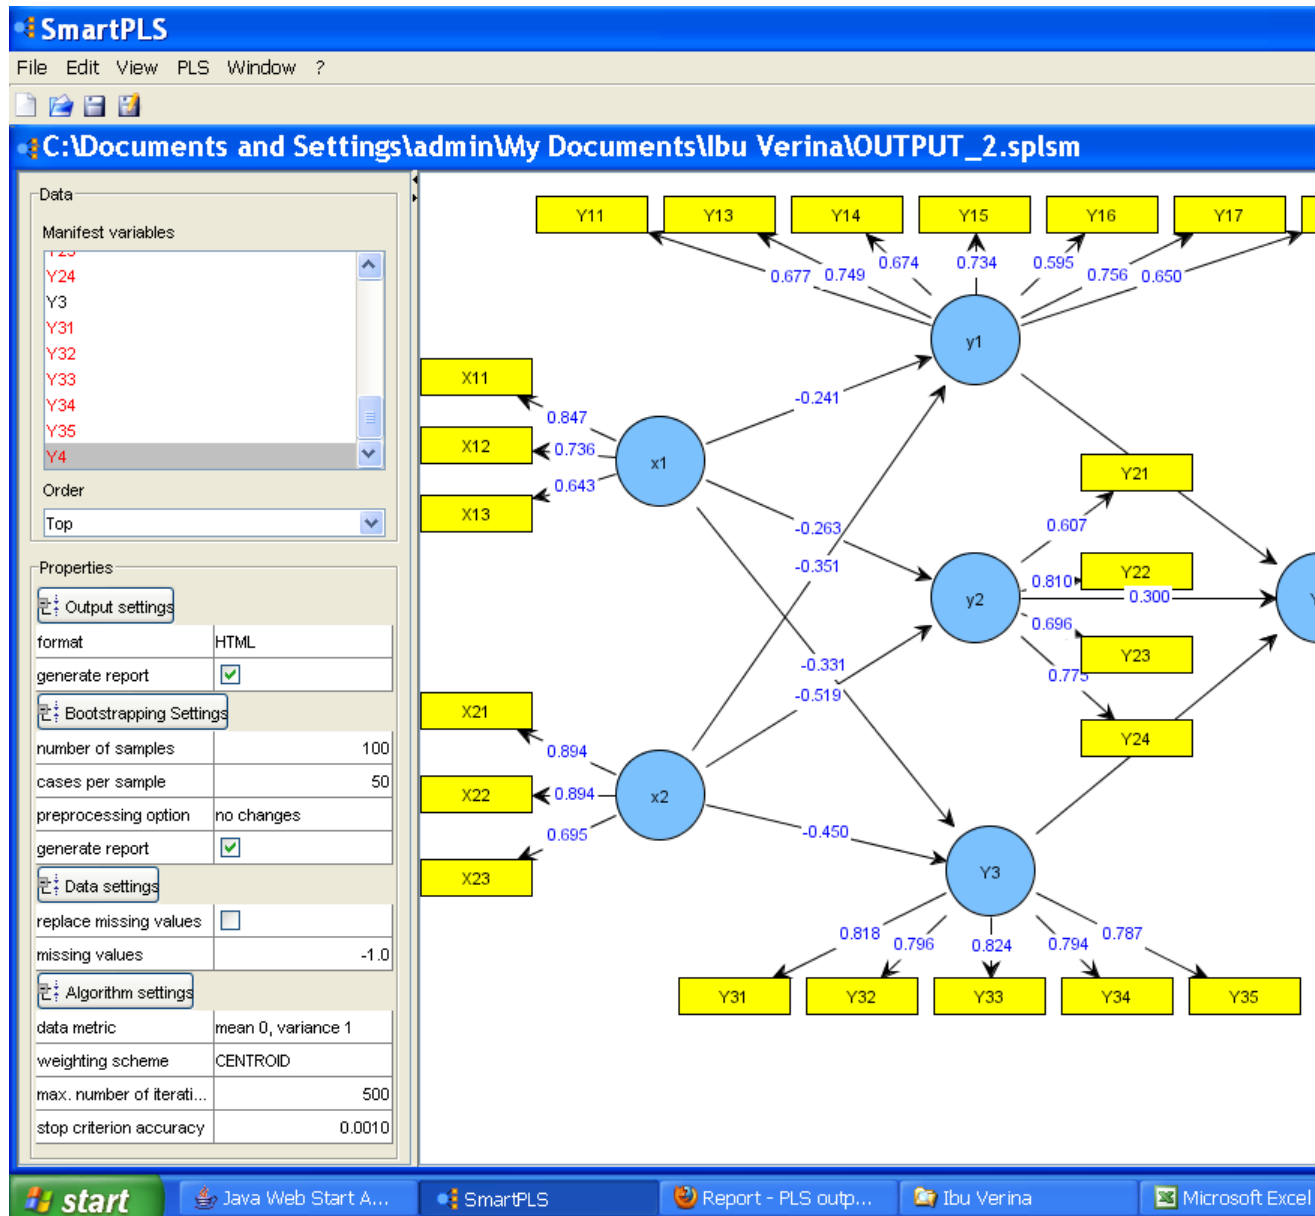 SmartPLS
File Edit View PLS Window ?
C:\Documents and Settings\admin\My Documents\Ibu Verina\OUTPUT_2.splsm
Data
Manifest variables
Y23
Y24
Y3
Y31
Y32
Y33
Y34
Y35
Y4
Order
Top
Properties
Output settings
format HTML
generate report
Bootstrapping Settings
number of samples 100
cases per sample 50
preprocessing option no changes
generate report
Data settings
replace missing values
missing values -1.0
Algorithm settings
data metric mean 0, variance 1
weighting scheme CENTROID
max. number of iterati... 500
stop criterion accuracy 0.0010
Y11 Y13 Y14 Y15 Y16 Y17
0.677 0.749 0.674 0.734 0.595 0.756 0.650
y1
X11
-0.241
0.847
X12 0.736 x1
0.643
X13
Y21
-0.263
0.607
-0.351
Y22
0.810
y2 0.300
0.696
Y23
-0.331
0.775
-0.519
X21
Y24
0.894
X22 0.894 x2
0.695
-0.450
X23
Y3
0.818 0.796 0.824 0.794 0.787
Y31 Y32 Y33 Y34 Y35
start Java Web Start A... SmartPLS Report - PLS outp... Ibu Verina Microsoft Excel